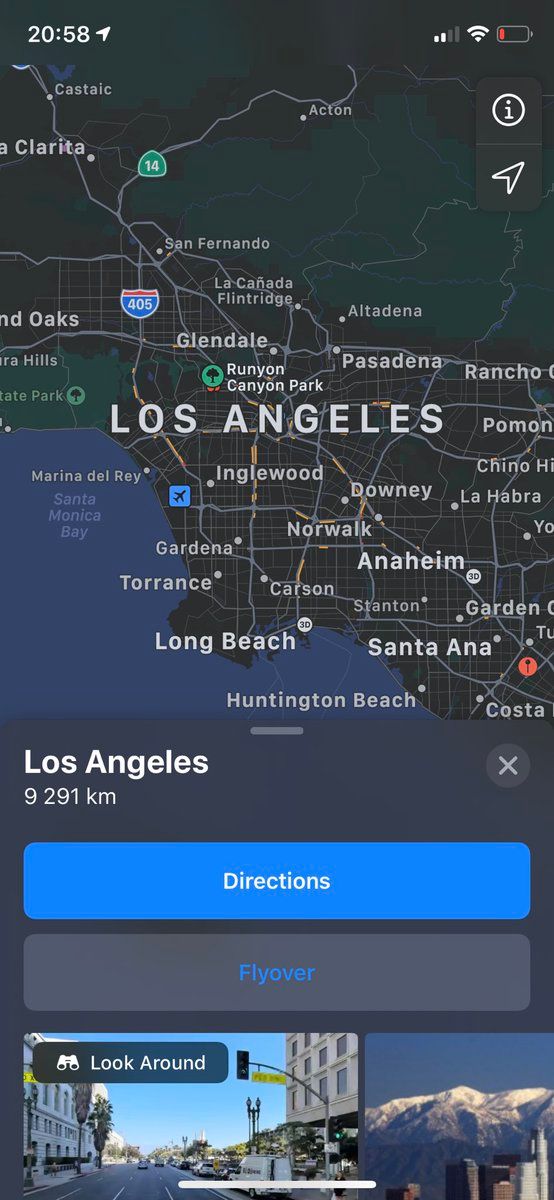 20:58
Castaic
Acton
a Clarita
14
San Fernando
La Cañada
Flintridge
405
Altadena
nd Oaks
Glendale
Pasadena
ura Hills
Runyon
Canyon Park
Rancho C
tate Park
LOS ANGELES
Pomon
Chino Hi
Marina del Rey
Inglewood
Downey
La Habra
Santa
Monica
Bay
Norwalk
Yo
Gardena
Anaheim
3D
Torrance
Carson
Stanton
Garden G
3D
Tu
Long Beach
Santa Ana
Huntington Beach
Costa
Los Angeles
9 291 km
Directions
Flyover
Look Around